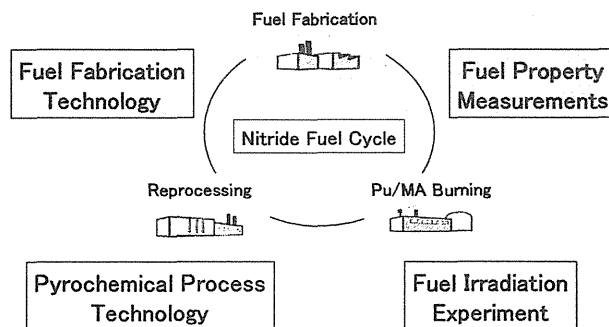 Fuel Fabrication
Fuel Fabrication
Technology
Fuel Property
Measurements
Nitride Fuel Cycle
Reprocessing
Pu/MA Burning
Pyrochemical Process
Technology
Fuel Irradiation
Experiment